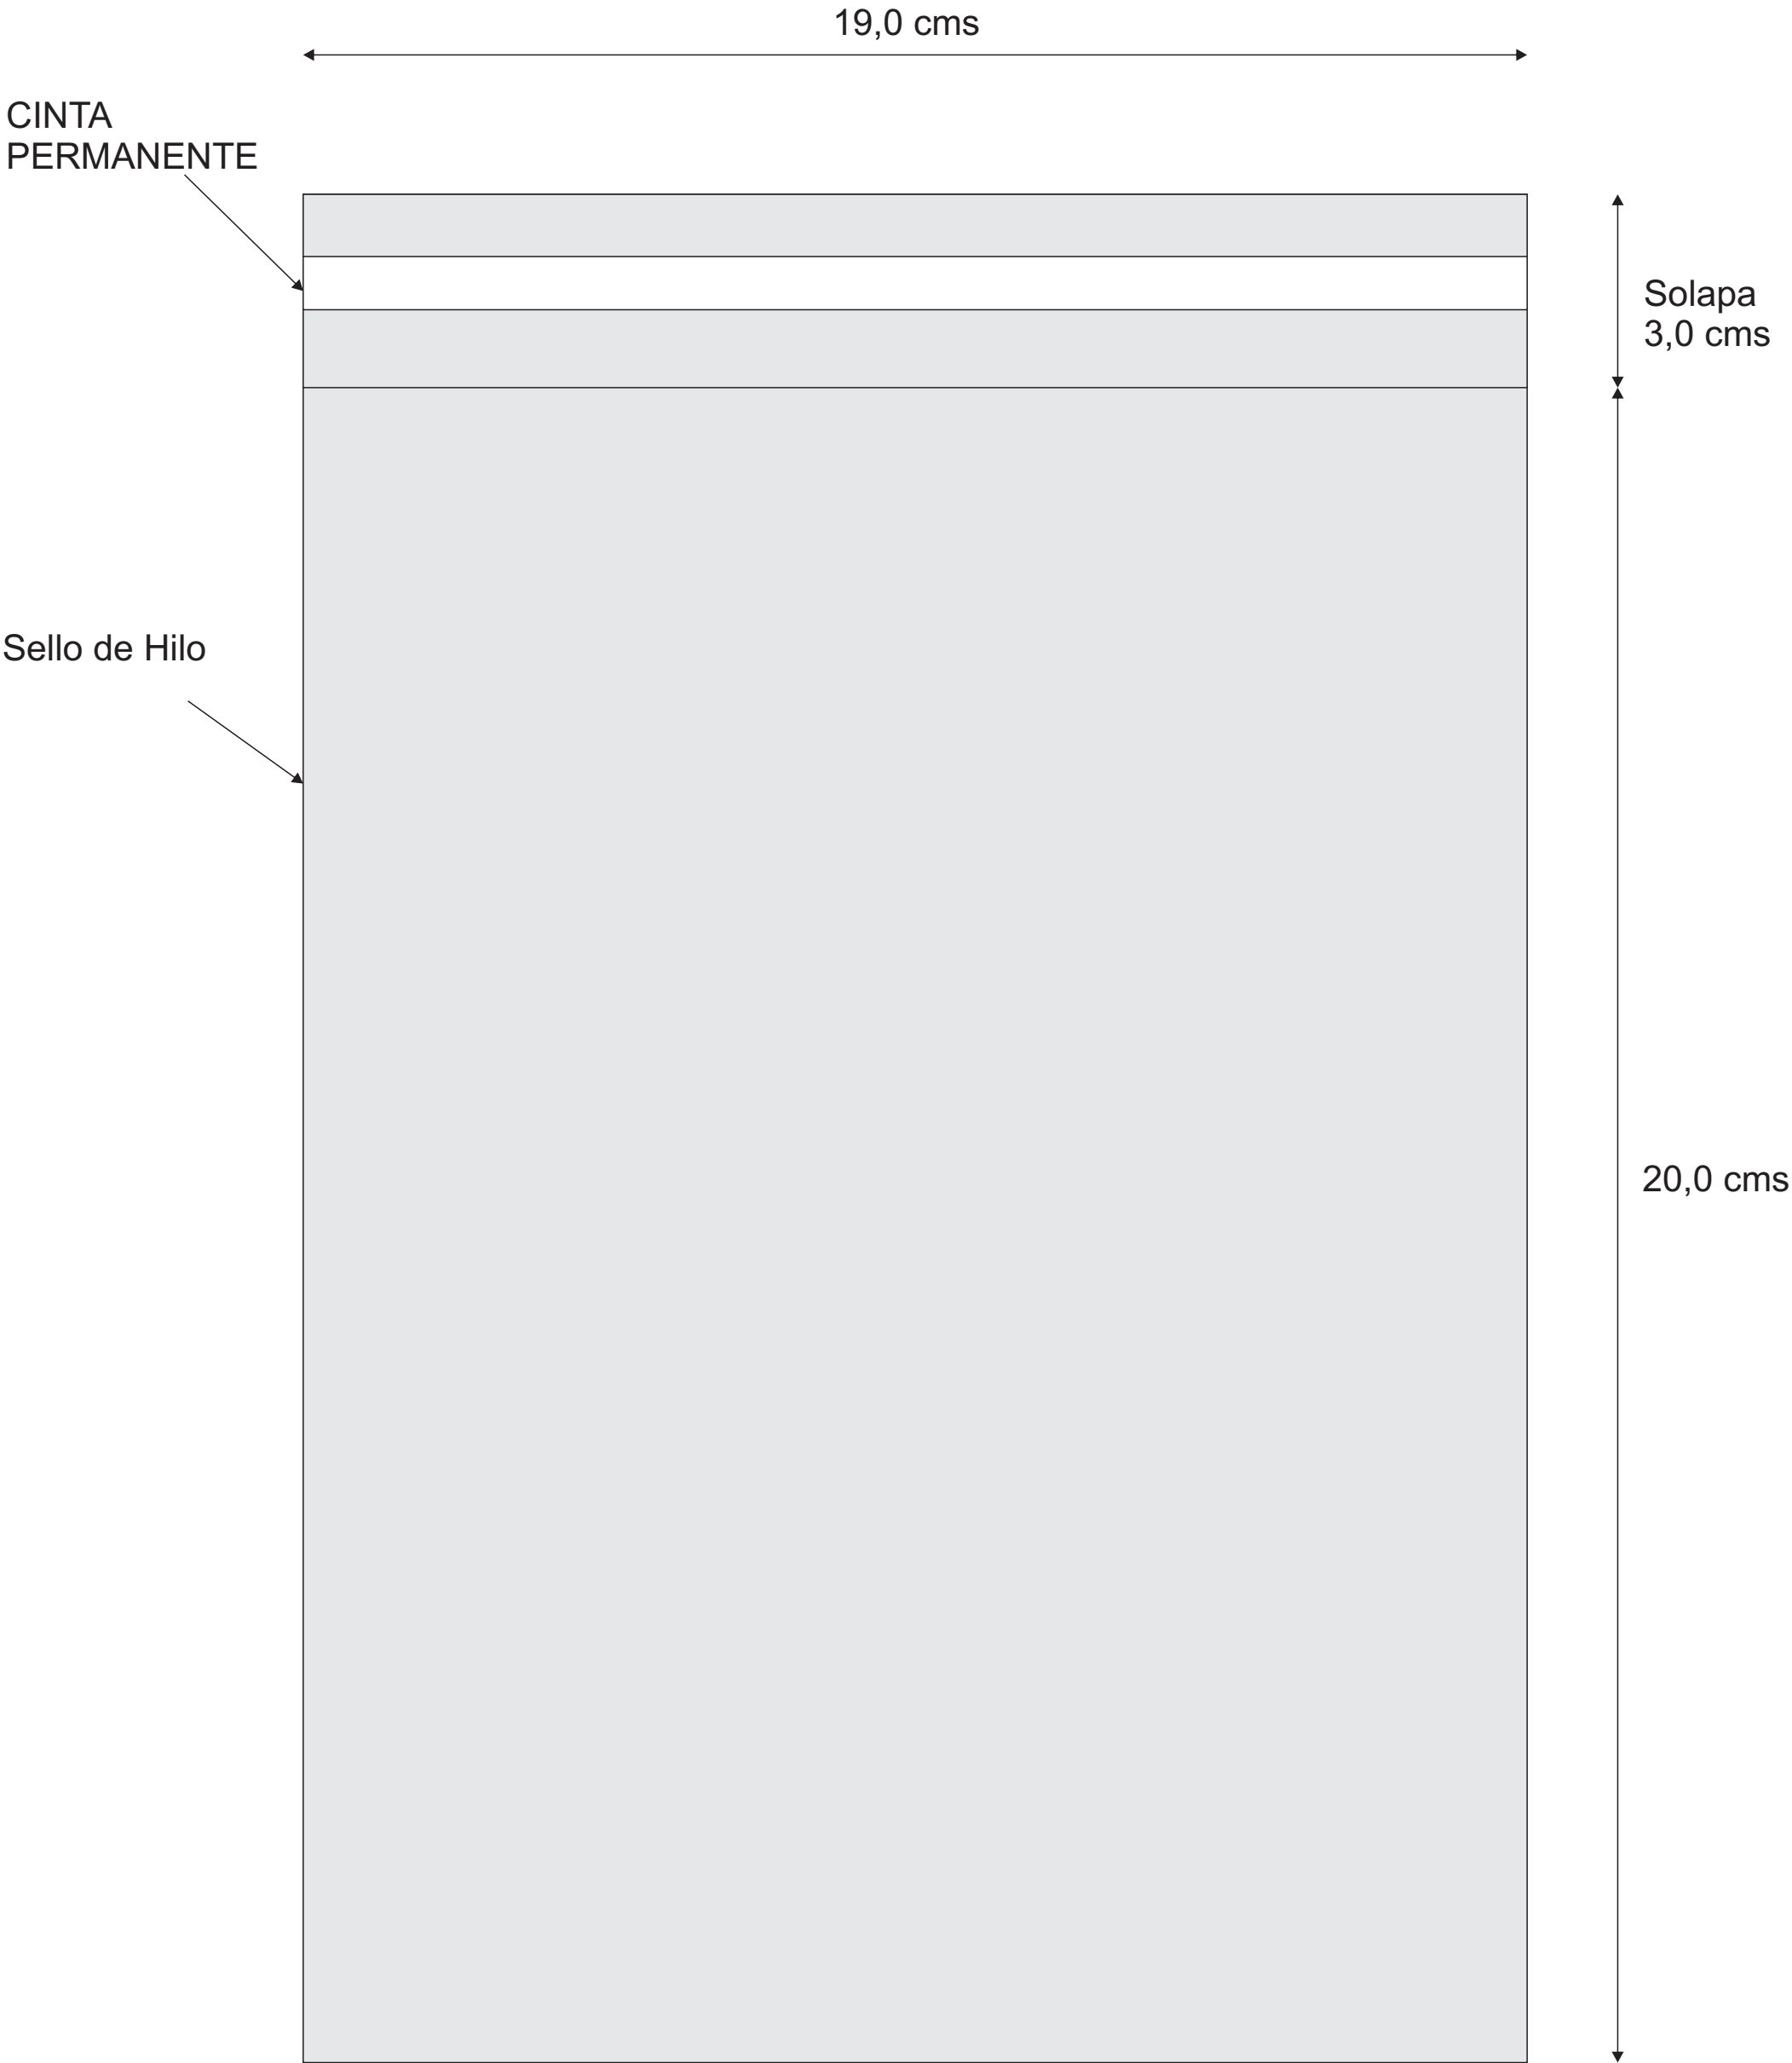 19,0 cms
CINTA
PERMANENTE
Solapa
3,0 cms
Sello de Hilo
20,0 cms